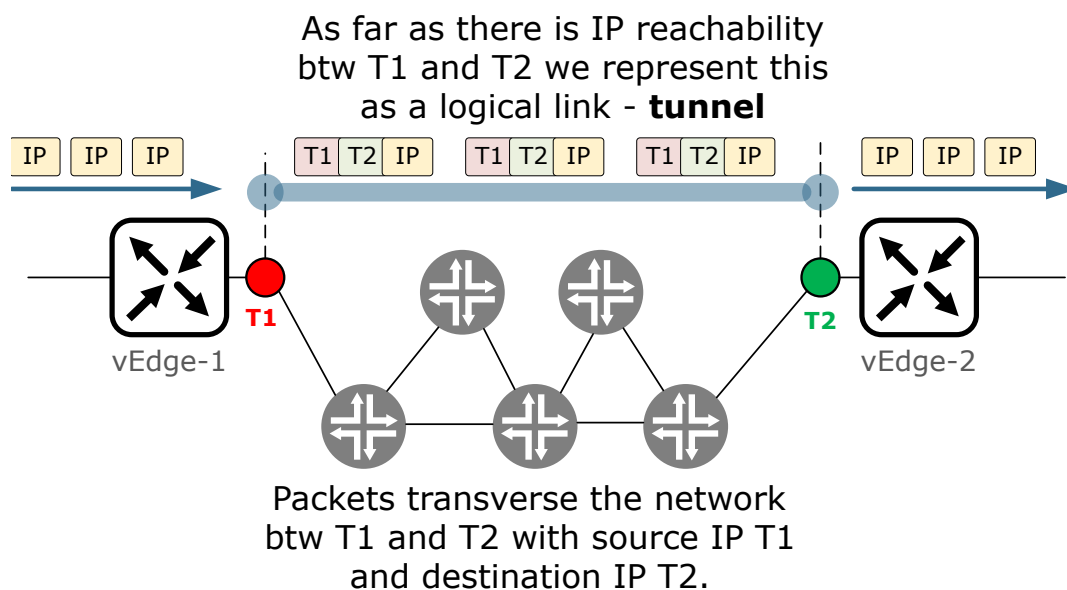 As far as there is IP reachability
btw T1 and T2 we represent this
as a logical link - tunnel
IP IP IP T1 T2 IP T1 T2 IP T1 T2 IP IP IP IP
T1 T2
vEdge-1 vEdge-2
Packets transverse the network
btw T1 and T2 with source IP T1
and destination IP T2.